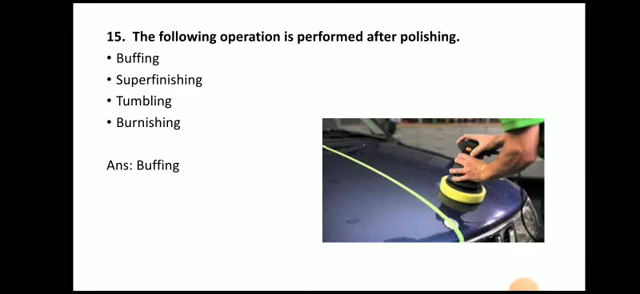 15. The following operation is performed after polishing.
• Buffing
• Superfinishing
• Tumbling
• Burnishing
Ans: Buffing